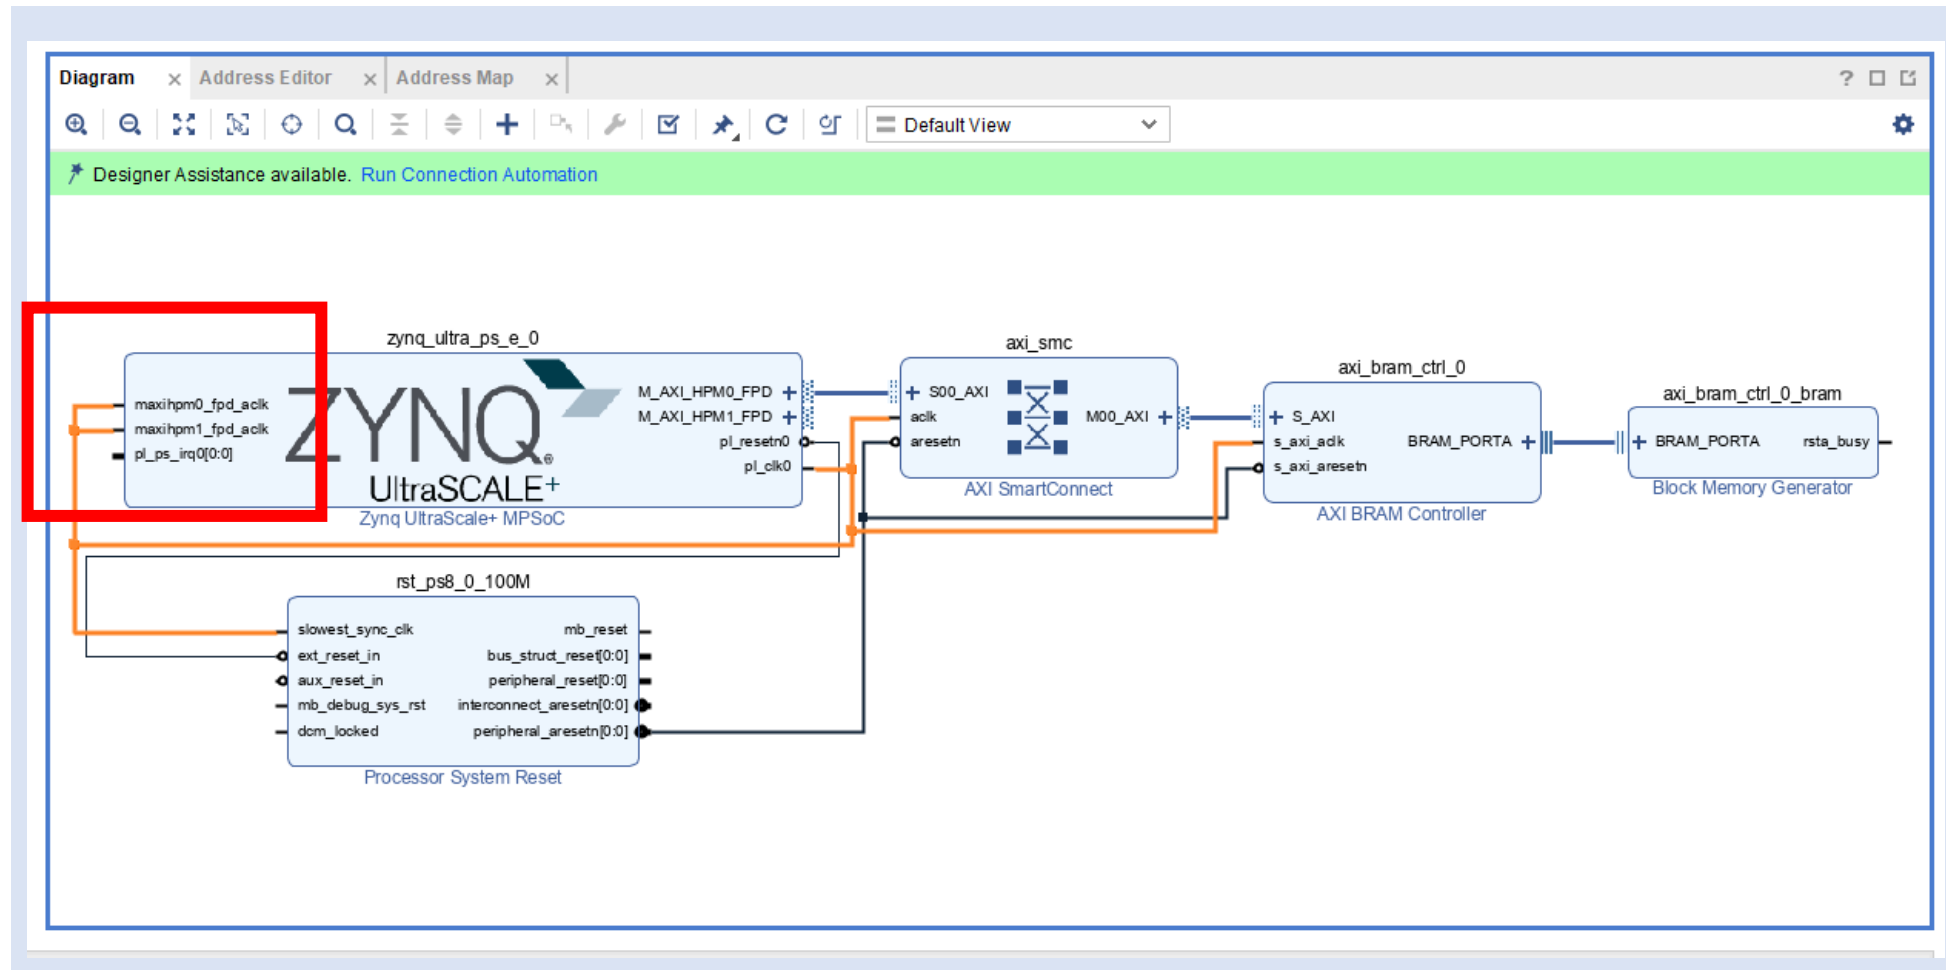 Diagram × Address Editor × Address Map ×
Default View
Designer Assistance available. Run Connection Automation
zynq_ultra_ps_e_0
maxihpm0_fpd_aclk
maxihpm1_fpd_aclk
pl_ps_irq0[0:0]
ZYNQ
UltraSCALE+
M_AXI_HPM0_FPD
M_AXI_HPM1_FPD
pl_resetn0
pl_clk0
Zynq UltraScale+ MPSoC
axi_smc
S00_AXI
aclk
aresetn
M00_AXI
AXI SmartConnect
axi_bram_ctrl_0
S_AXI
s_axi_aclk
s_axi_aresetn
BRAM_PORTA
AXI BRAM Controller
axi_bram_ctrl_0_bram
BRAM_PORTA
rsta_busy
Block Memory Generator
rst_ps8_0_100M
slowest_sync_clk
ext_reset_in
aux_reset_in
mb_debug_sys_rst
dcm_locked
mb_reset
bus_struct_reset[0:0]
peripheral_reset[0:0]
interconnect_aresetn[0:0]
peripheral_aresetn[0:0]
Processor System Reset